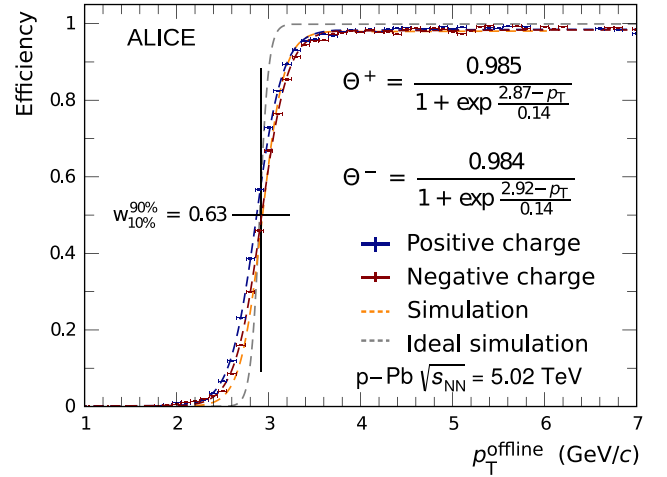 ALICE
Efficiency
1
0.8
0.6
0.4
0.2
0
Θ⁺ = 0.985 / (1 + exp (2.87−p_T)/0.14)
Θ⁻ = 0.984 / (1 + exp (2.92−p_T)/0.14)
w_{10%}^{90%} = 0.63
Positive charge
Negative charge
Simulation
Ideal simulation
p−Pb √s_NN = 5.02 TeV
1 2 3 4 5 6 7
p_T^offline (GeV/c)